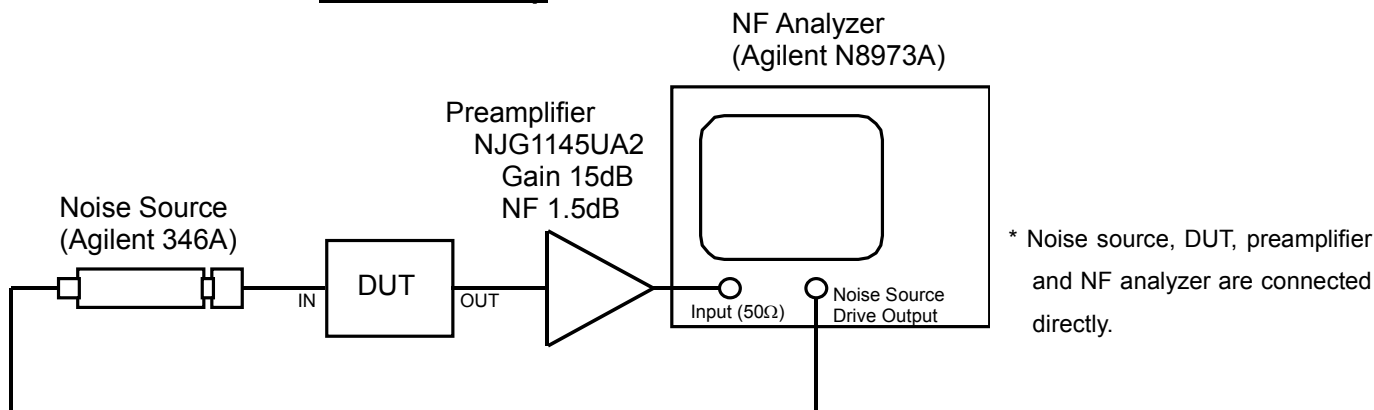 NF Analyzer
(Agilent N8973A)
Preamplifier
NJG1145UA2
Gain 15dB
NF 1.5dB
Noise Source
(Agilent 346A)
IN
DUT
OUT
Input (50Ω)
Noise Source
Drive Output
* Noise source, DUT, preamplifier
and NF analyzer are connected
directly.